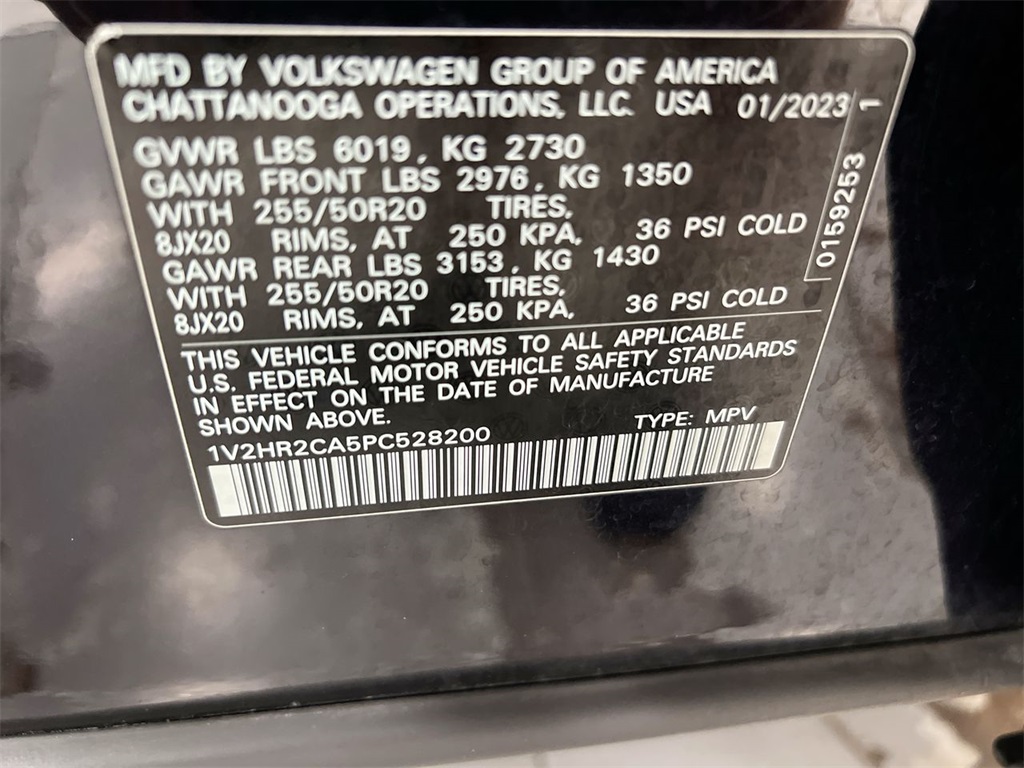 MFD BY VOLKSWAGEN GROUP OF AMERICA
CHATTANOOGA OPERATIONS, LLC. USA 01/2023
GVWR LBS 6019, KG 2730
GAWR FRONT LBS 2976, KG 1350
WITH 255/50R20 TIRES,
8JX20 RIMS, AT 250 KPA, 36 PSI COLD
GAWR REAR LBS 3153, KG 1430
WITH 255/50R20 TIRES,
8JX20 RIMS, AT 250 KPA, 36 PSI COLD
0159253 1
THIS VEHICLE CONFORMS TO ALL APPLICABLE
U.S. FEDERAL MOTOR VEHICLE SAFETY STANDARDS
IN EFFECT ON THE DATE OF MANUFACTURE
SHOWN ABOVE.
1V2HR2CA5PC528200 TYPE: MPV